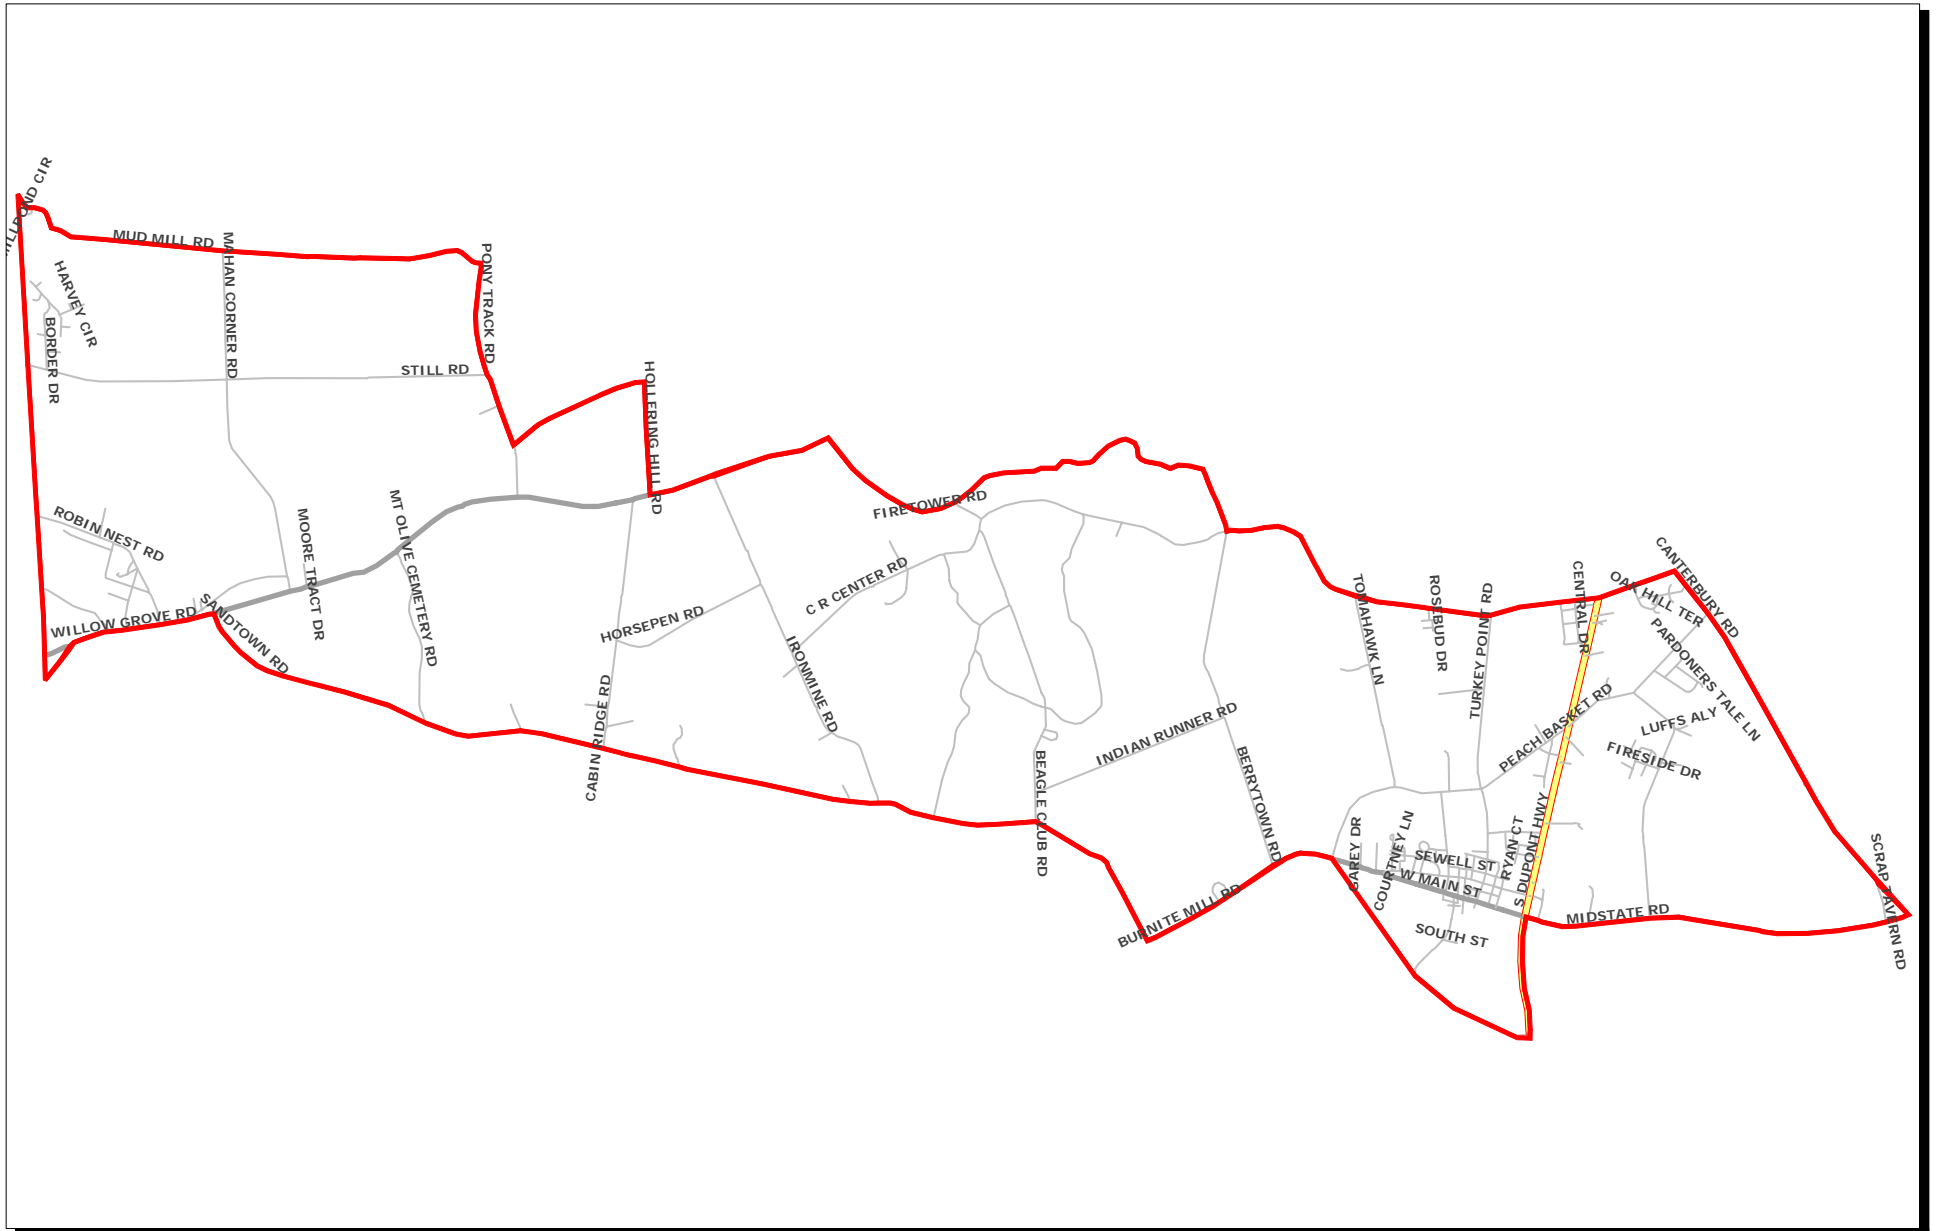 MUD MILL RD
MAHAN CORNER RD
PONY TRACK RD
HARVEY CIR
BORDER DR
STILL RD
HOLLERING HILL RD
ROBIN NEST RD
MOORE TRACT DR
MT OLIVE CEMETERY RD
WILLOW GROVE RD
SANDTOWN RD
FIRETOWER RD
C R CENTER RD
HORSEPEN RD
IRONMINE RD
CABIN RIDGE RD
BEAGLE CLUB RD
INDIAN RUNNER RD
BERRYTOWN RD
BURNITE MILL RD
TOMAHAWK LN
ROSEBUD DR
TURKEY POINT RD
CENTRAL DR
OAK HILL TER
CANTERBURY RD
PARDONERS TALE LN
PEACH BASKET RD
LUFFS ALY
FIRESIDE DR
GAREY DR
COURTNEY LN
SEWELL ST
W MAIN ST
RYAN CT
S DUPONT HWY
SOUTH ST
MIDSTATE RD
SCRAP TAVERN RD